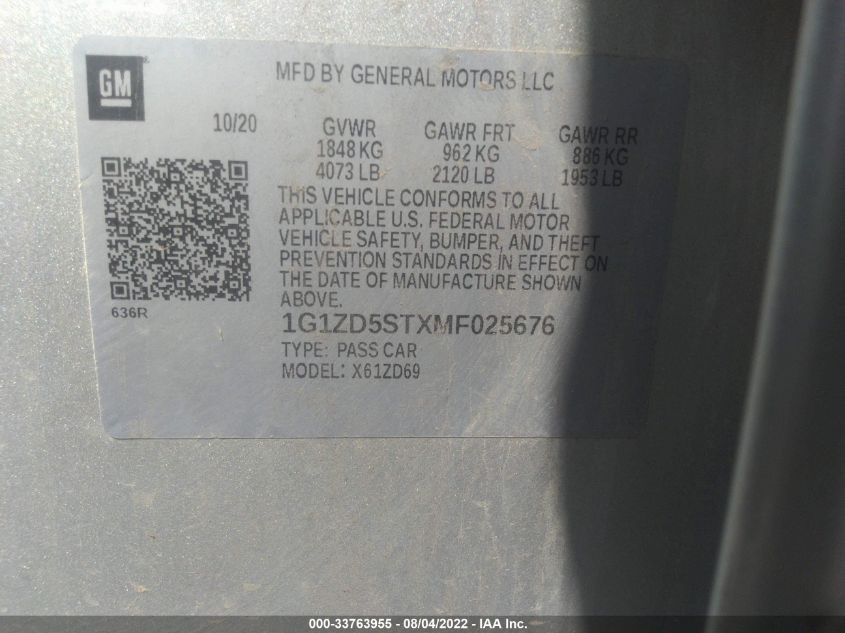 GM
MFD BY GENERAL MOTORS LLC
10/20 GVWR GAWR FRT GAWR RR
1848 KG 962 KG 886 KG
4073 LB 2120 LB 1953 LB
THIS VEHICLE CONFORMS TO ALL
APPLICABLE U.S. FEDERAL MOTOR
VEHICLE SAFETY, BUMPER, AND THEFT
PREVENTION STANDARDS IN EFFECT ON
THE DATE OF MANUFACTURE SHOWN
ABOVE.
636R
1G1ZD5STXMF025676
TYPE: PASS CAR
MODEL: X61ZD69
000-33763955 - 08/04/2022 - IAA Inc.